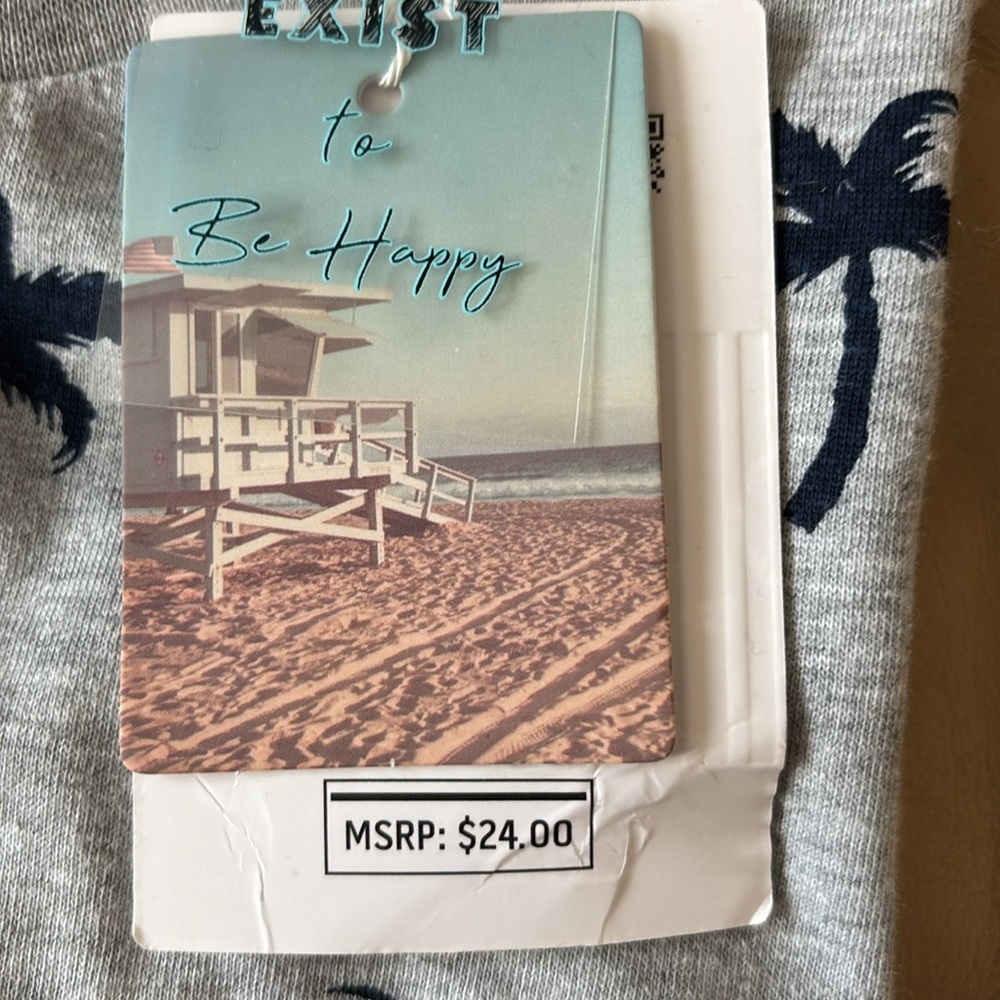 EXIST
to
Be Happy
MSRP: $24.00